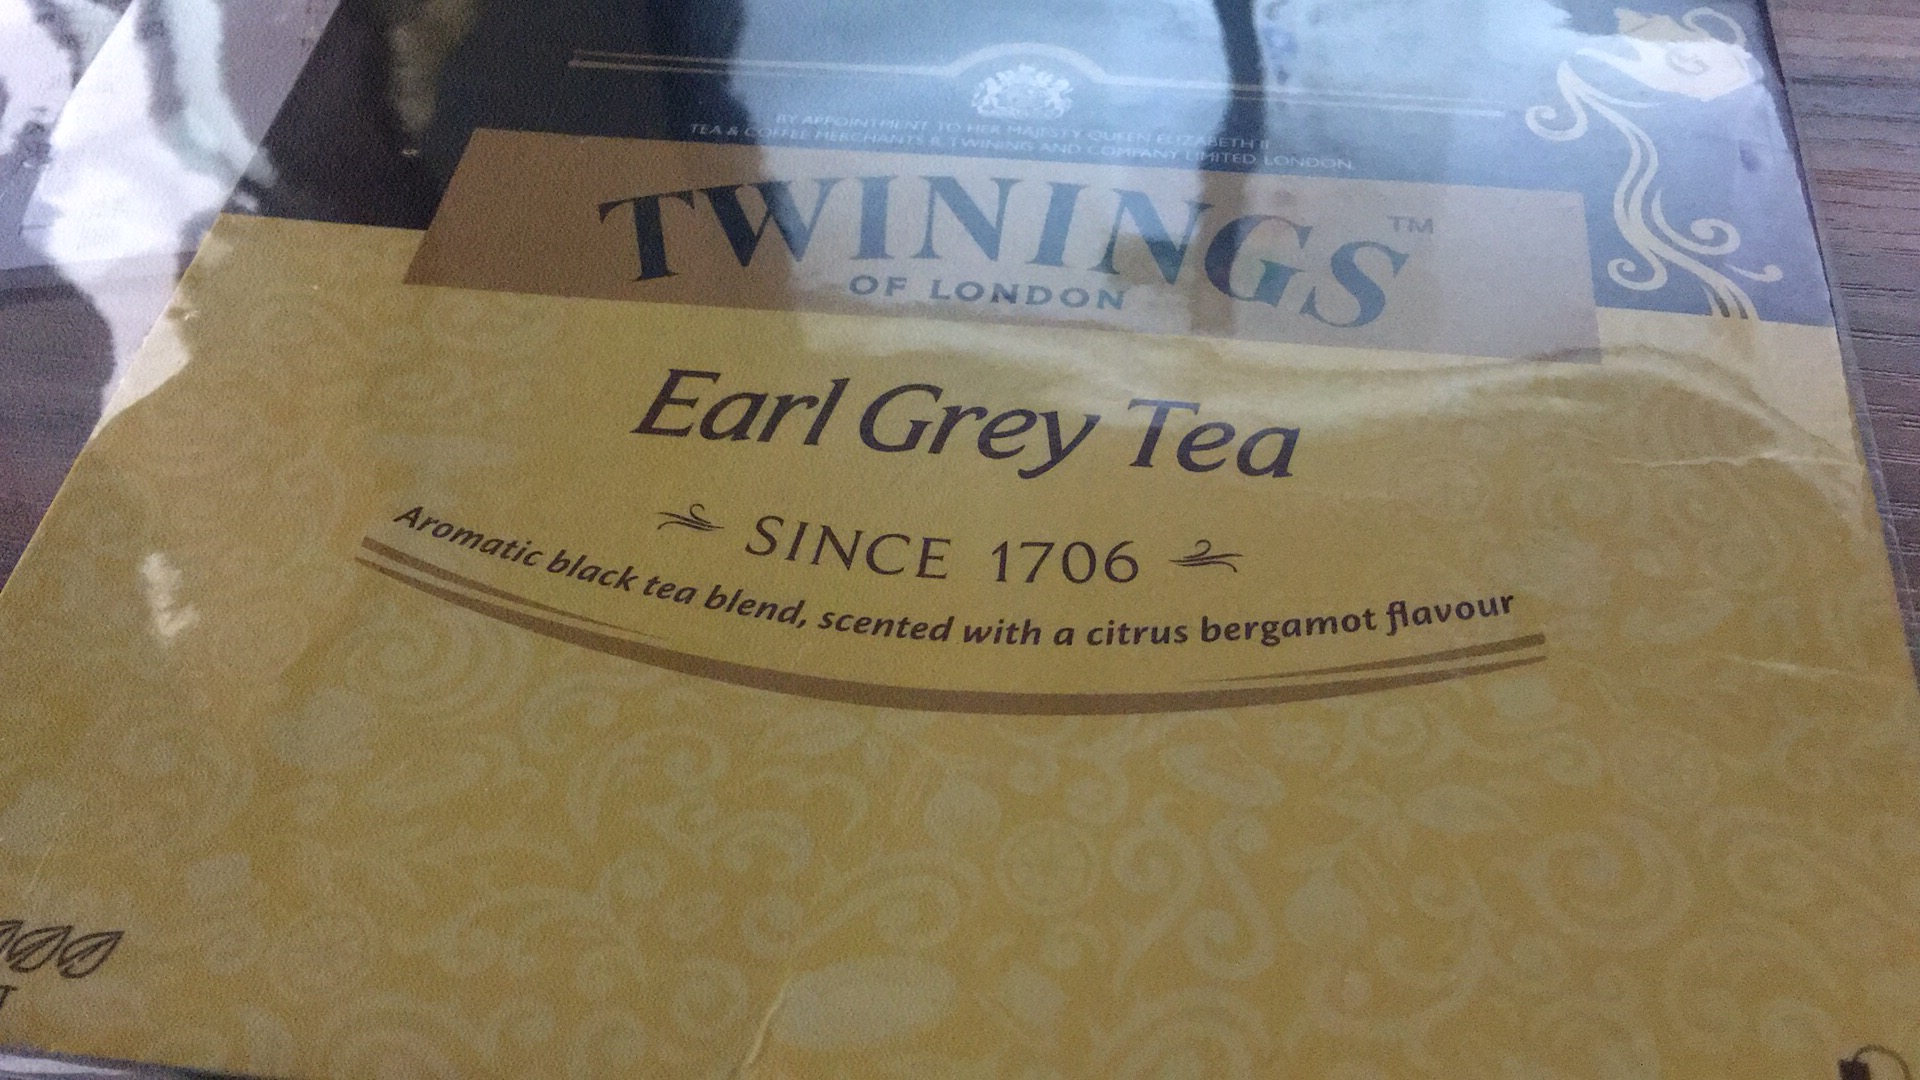 BY APPOINTMENT TO HER MAJESTY QUEEN ELIZABETH II
TEA & COFFEE MERCHANTS R. TWINING AND COMPANY LIMITED LONDON
TWININGS™
OF LONDON
Earl Grey Tea
SINCE 1706
Aromatic black tea blend, scented with a citrus bergamot flavour